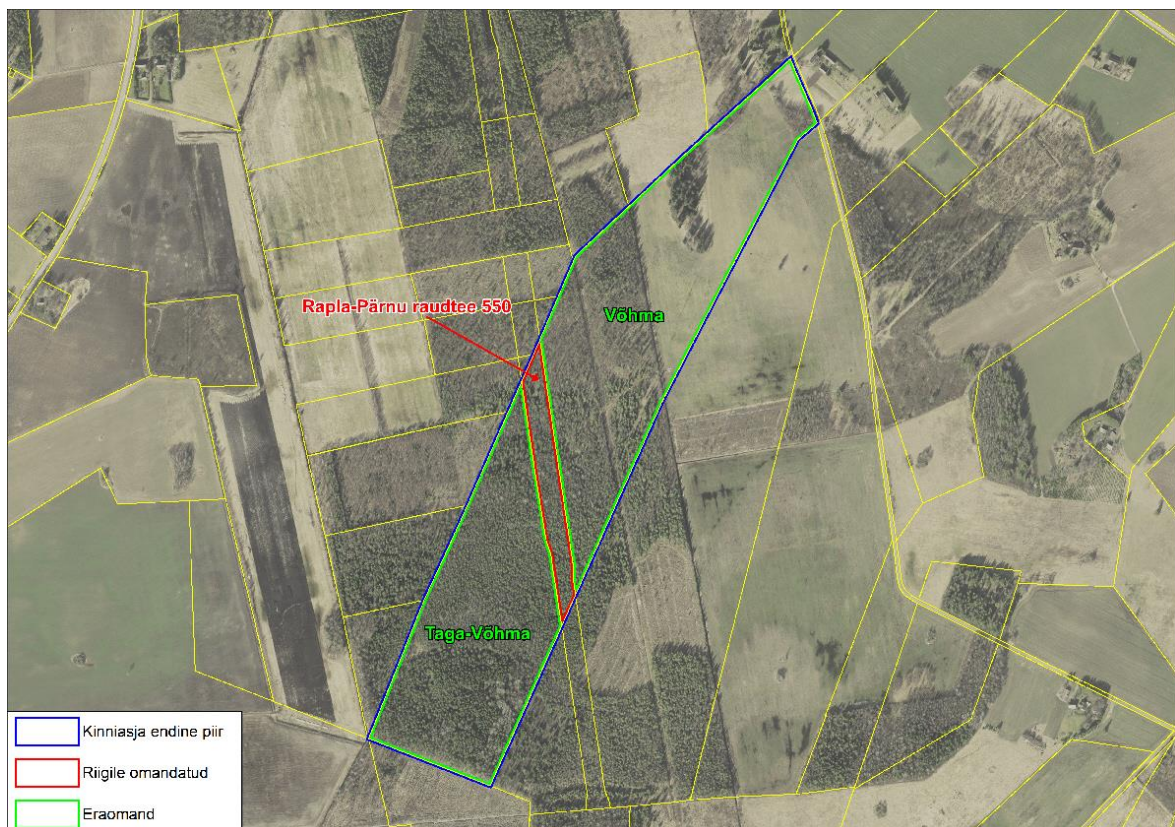 Rapla-Pärnu raudtee 550
Võhma
Taga-Võhma
Kinniasja endine piir
Riigile omandatud
Eraomand